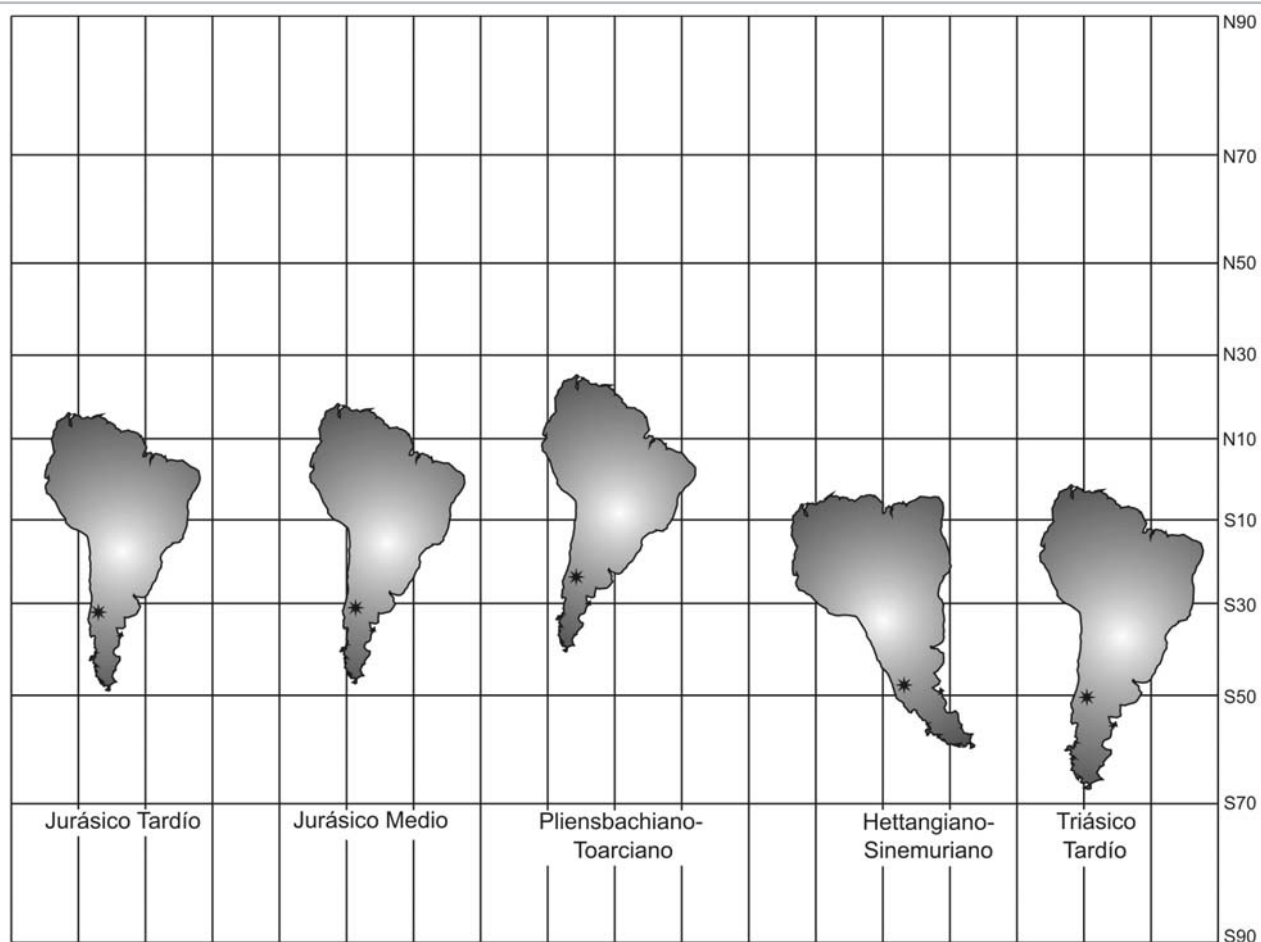 N90
N70
N50
N30
N10
S10
S30
S50
S70
Jurásico Tardío
Jurásico Medio
Pliensbachiano-
Toarciano
Hettangiano-
Sinemuriano
Triásico
Tardío
S90